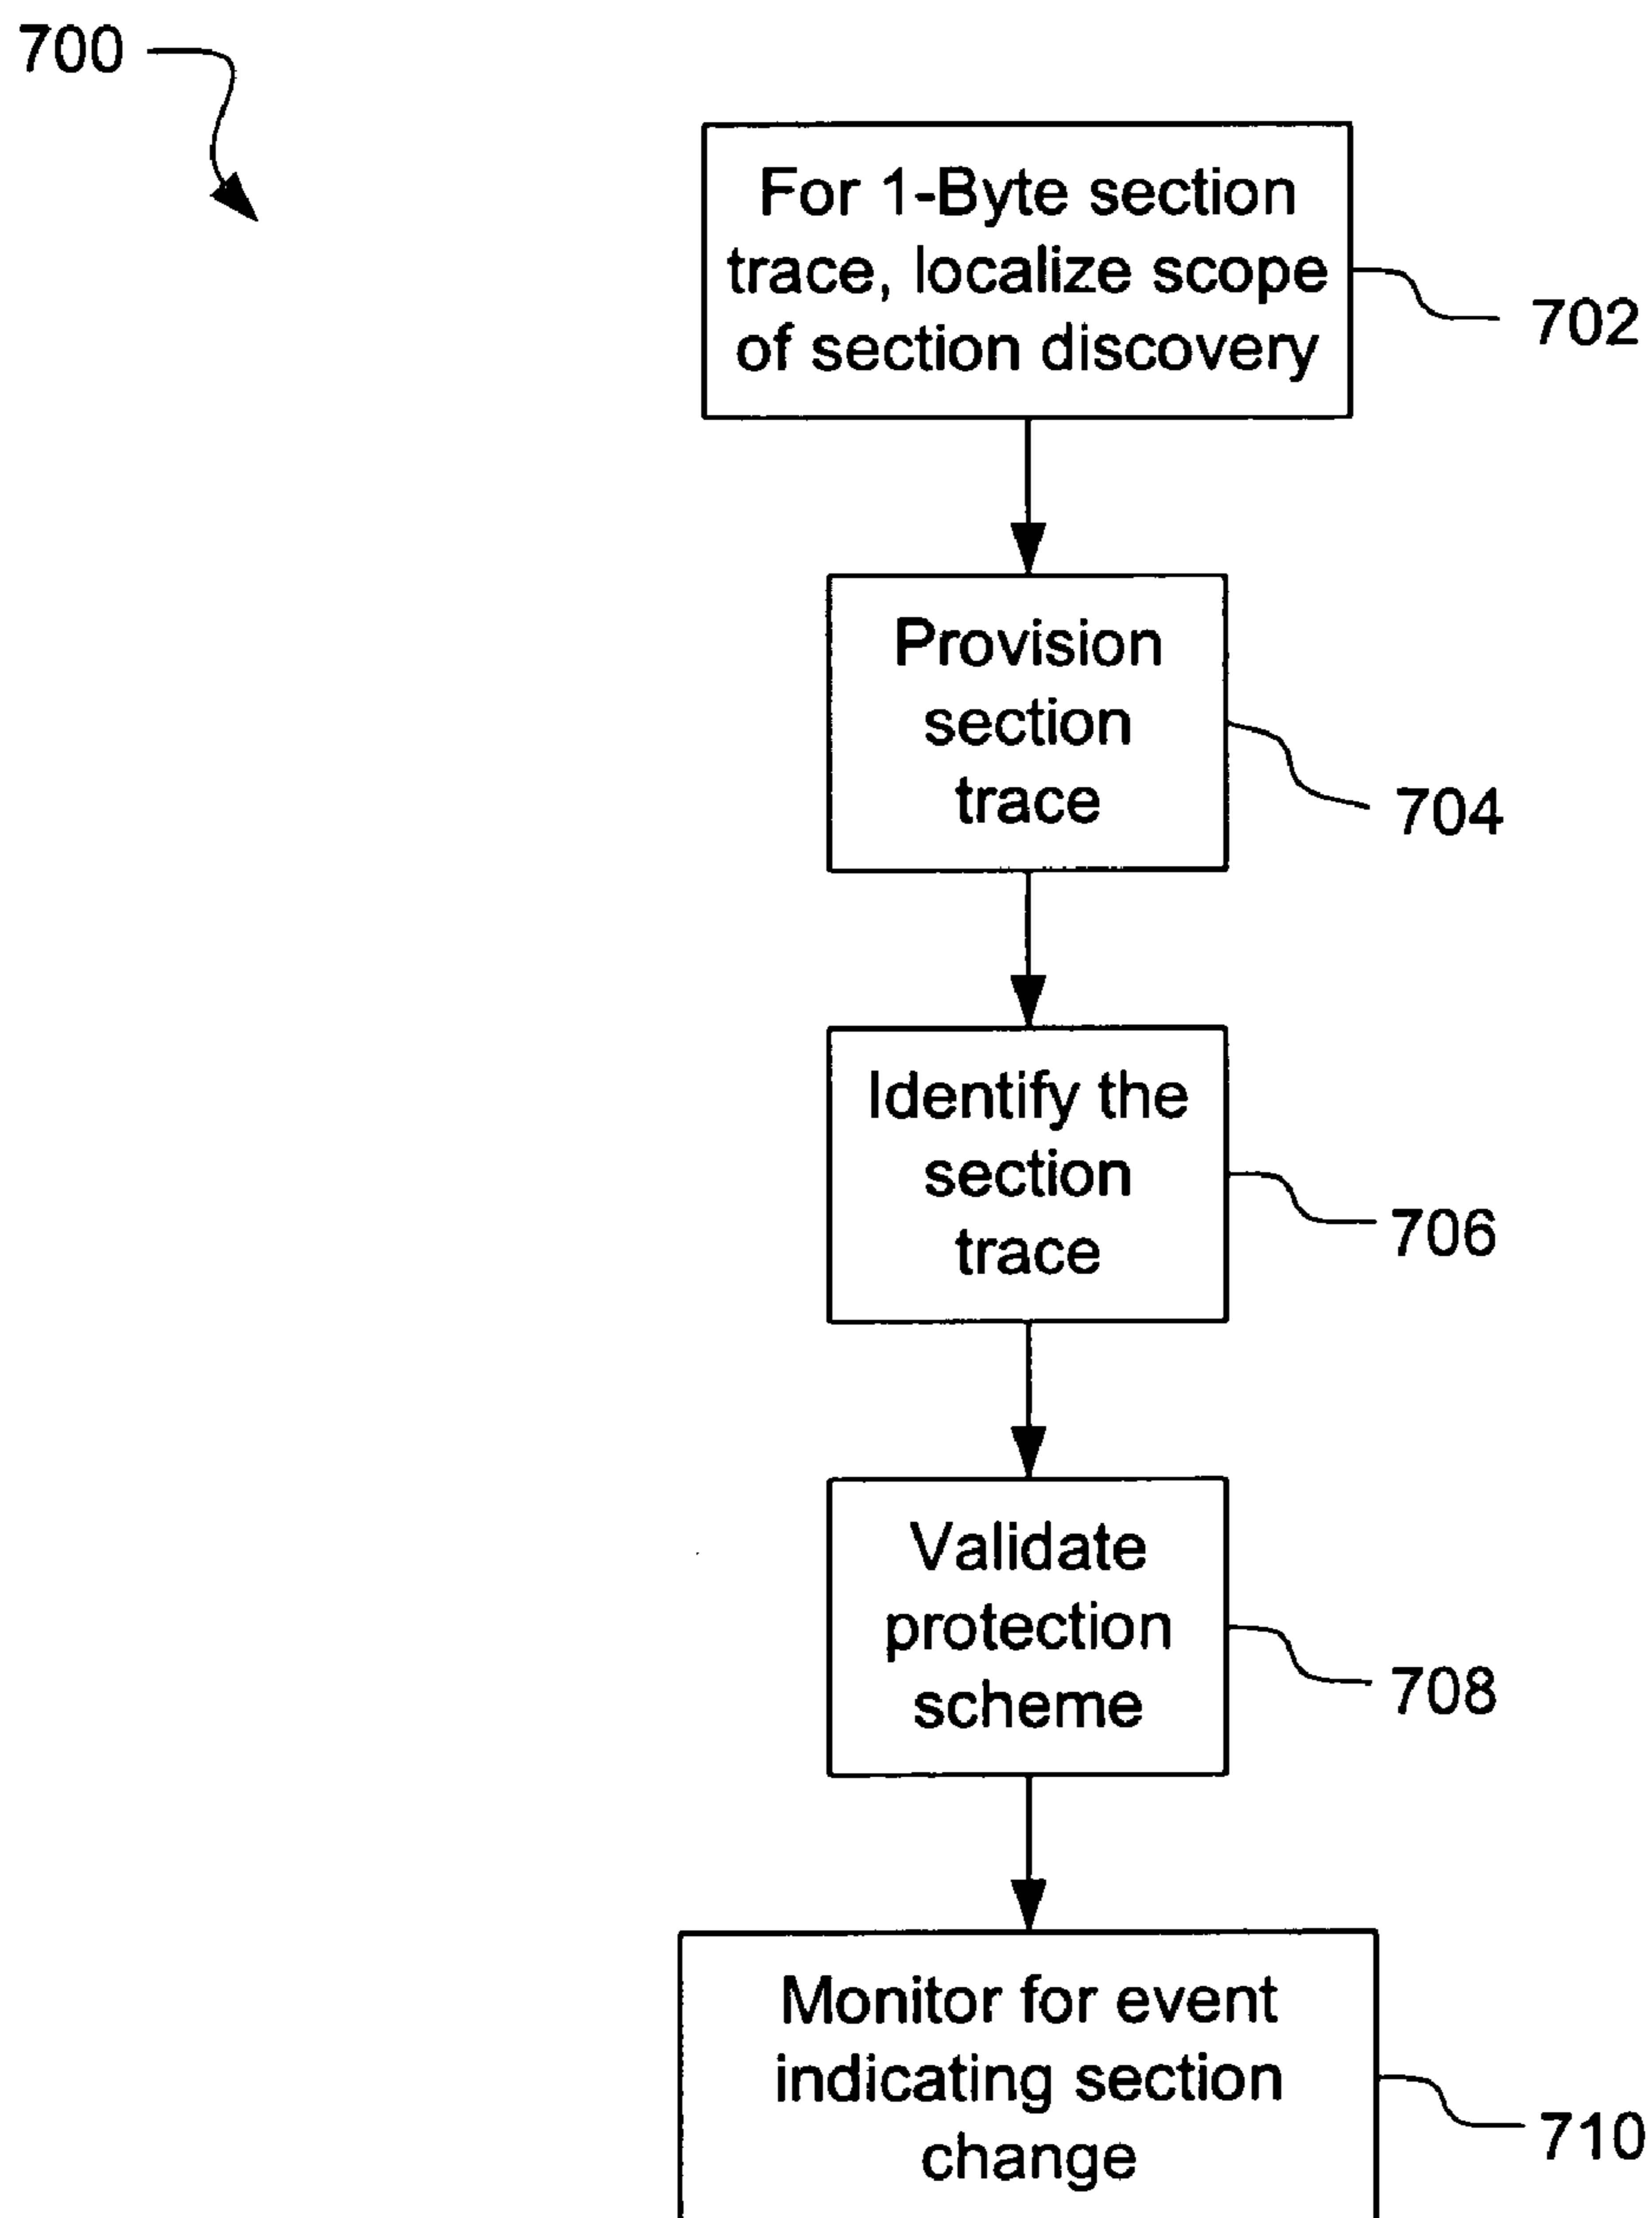 700
For 1-Byte section
trace, localize scope
of section discovery
702
Provision
section
trace
704
Identify the
section
trace
706
Validate
protection
scheme
708
Monitor for event
indicating section
change
710